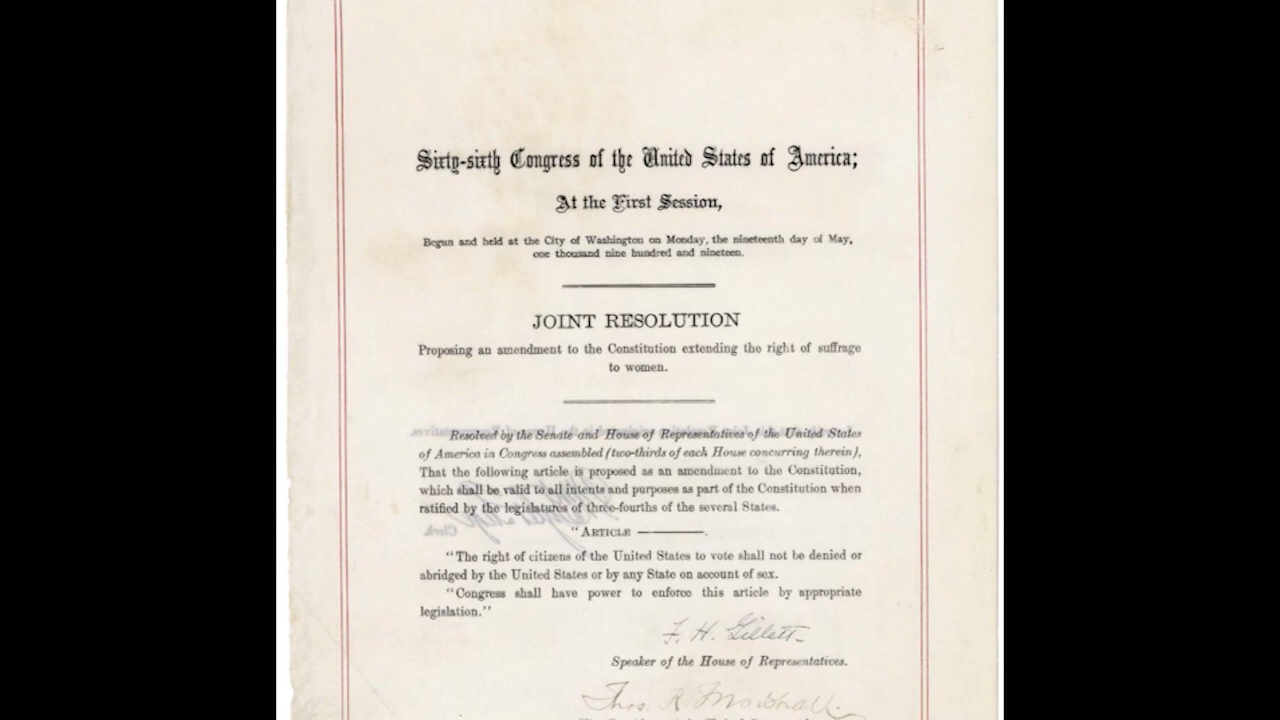 Sixty-sixth Congress of the United States of America;
At the First Session,
Begun and held at the City of Washington on Monday, the nineteenth day of May,
one thousand nine hundred and nineteen.
JOINT RESOLUTION
Proposing an amendment to the Constitution extending the right of suffrage
to women.
Resolved by the Senate and House of Representatives of the United States
of America in Congress assembled (two-thirds of each House concurring therein),
That the following article is proposed as an amendment to the Constitution,
which shall be valid to all intents and purposes as part of the Constitution when
ratified by the legislatures of three-fourths of the several States.
"ARTICLE ———.
"The right of citizens of the United States to vote shall not be denied or
abridged by the United States or by any State on account of sex.
"Congress shall have power to enforce this article by appropriate
legislation."
F. H. Gillett
Speaker of the House of Representatives.
Thos. R. Marshall.